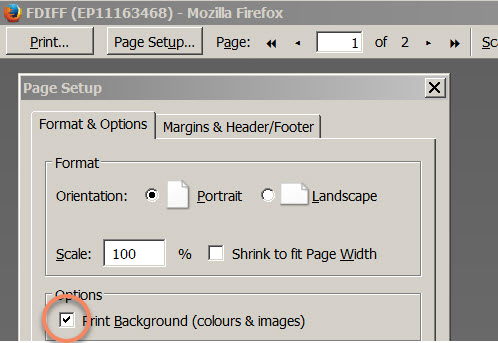 FDIFF (EP11163468) - Mozilla Firefox
Print... Page Setup... Page: 1 of 2 Sc
Page Setup
Format & Options Margins & Header/Footer
Format
Orientation: Portrait Landscape
Scale: 100 % Shrink to fit Page Width
Options
Print Background (colours & images)